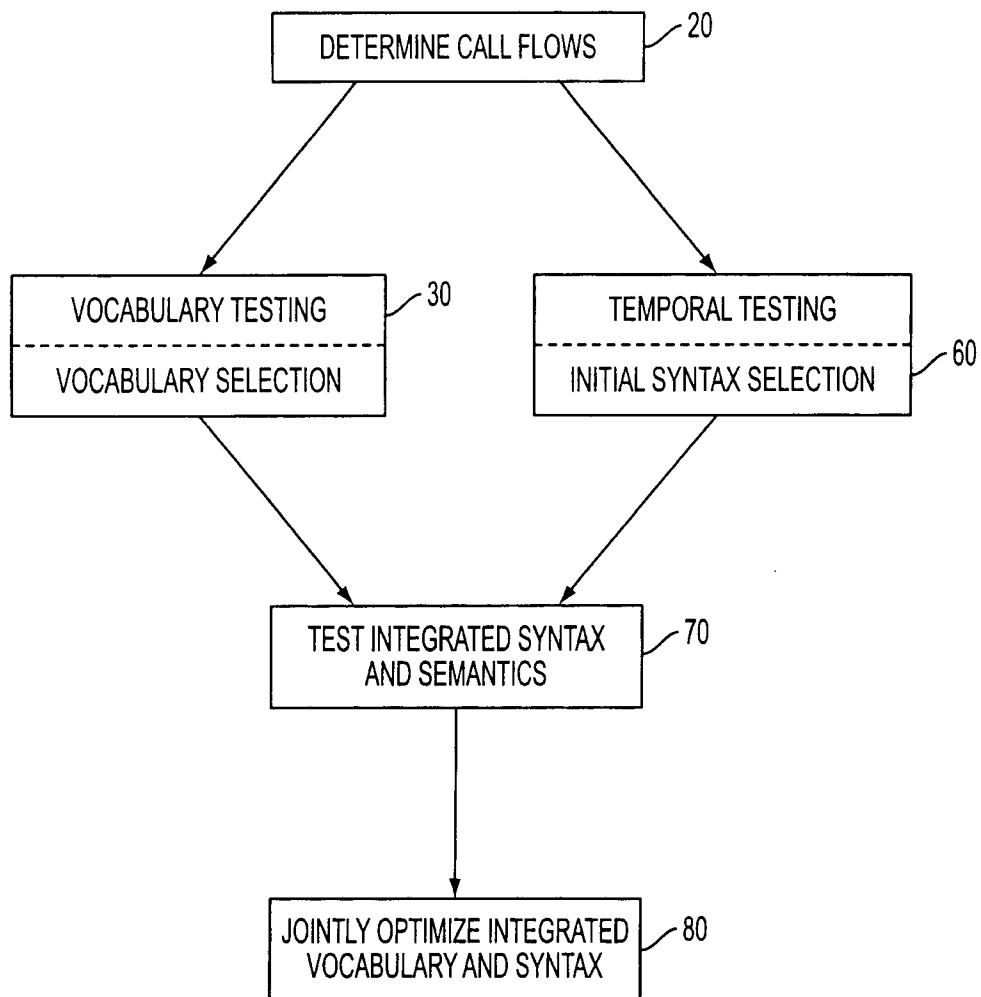 DETERMINE CALL FLOWS
20
VOCABULARY TESTING
VOCABULARY SELECTION
30
TEMPORAL TESTING
INITIAL SYNTAX SELECTION
60
TEST INTEGRATED SYNTAX
AND SEMANTICS
70
JOINTLY OPTIMIZE INTEGRATED
VOCABULARY AND SYNTAX
80